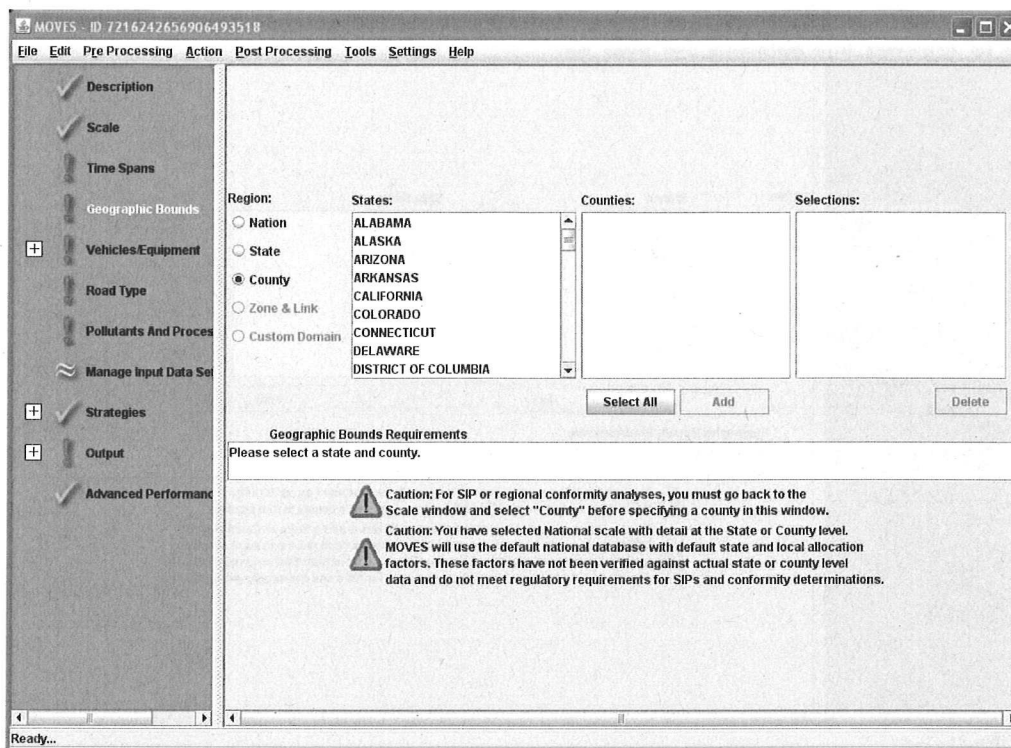 MOVES - ID 7216242656906493518
File Edit Pre Processing Action Post Processing Tools Settings Help
Description
Scale
Time Spans
Geographic Bounds
Vehicles/Equipment
Road Type
Pollutants And Proces
Manage Input Data Set
Strategies
Output
Advanced Performanc
Region:
Nation
State
County
Zone & Link
Custom Domain
States:
ALABAMA
ALASKA
ARIZONA
ARKANSAS
CALIFORNIA
COLORADO
CONNECTICUT
DELAWARE
DISTRICT OF COLUMBIA
Counties:
Selections:
Select All
Add
Delete
Geographic Bounds Requirements
Please select a state and county.
Caution: For SIP or regional conformity analyses, you must go back to the
Scale window and select "County" before specifying a county in this window.
Caution: You have selected National scale with detail at the State or County level.
MOVES will use the default national database with default state and local allocation
factors. These factors have not been verified against actual state or county level
data and do not meet regulatory requirements for SIPs and conformity determinations.
Ready...